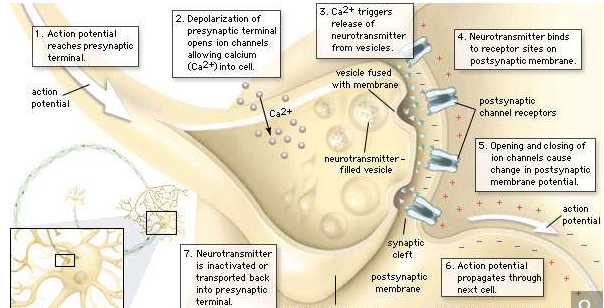 1. Action potential
reaches presynaptic
terminal.
2. Depolarization of
presynaptic terminal
opens ion channels
allowing calcium
(Ca2+) into cell.
3. Ca2+ triggers
release of
neurotransmitter
from vesicles.
4. Neurotransmitter binds
to receptor sites on
postsynaptic membrane.
action
potential
Ca2+
vesicle fused
with membrane
neurotransmitter–
filled vesicle
postsynaptic
channel receptors
5. Opening and closing of
ion channels cause
change in postsynaptic
membrane potential.
action
potential
synaptic
cleft
postsynaptic
membrane
6. Action potential
propagates through
next cell.
7. Neurotransmitter
is inactivated or
transported back
into presynaptic
terminal.